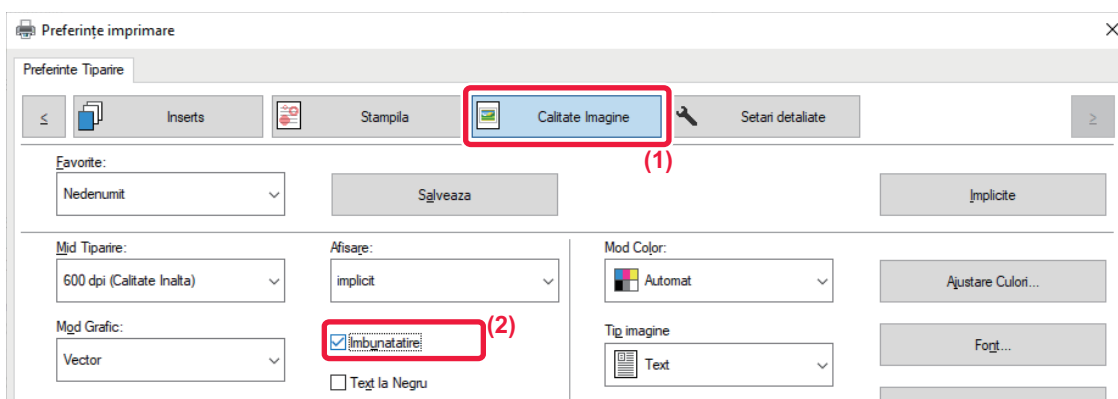 Preferințe imprimare
Preferinte Tiparire
< Inserts Stampila Calitate Imagine Setari detaliate >
(1)
Favorite:
Nedenumit Salveaza Implicite
Mid Tiparire: Afisare: Mod Color:
600 dpi (Calitate Inalta) implicit Automat Ajustare Culori...
Mod Grafic: (2) Tip imagine
Vector Imbunatatire Text Font...
Text la Negru